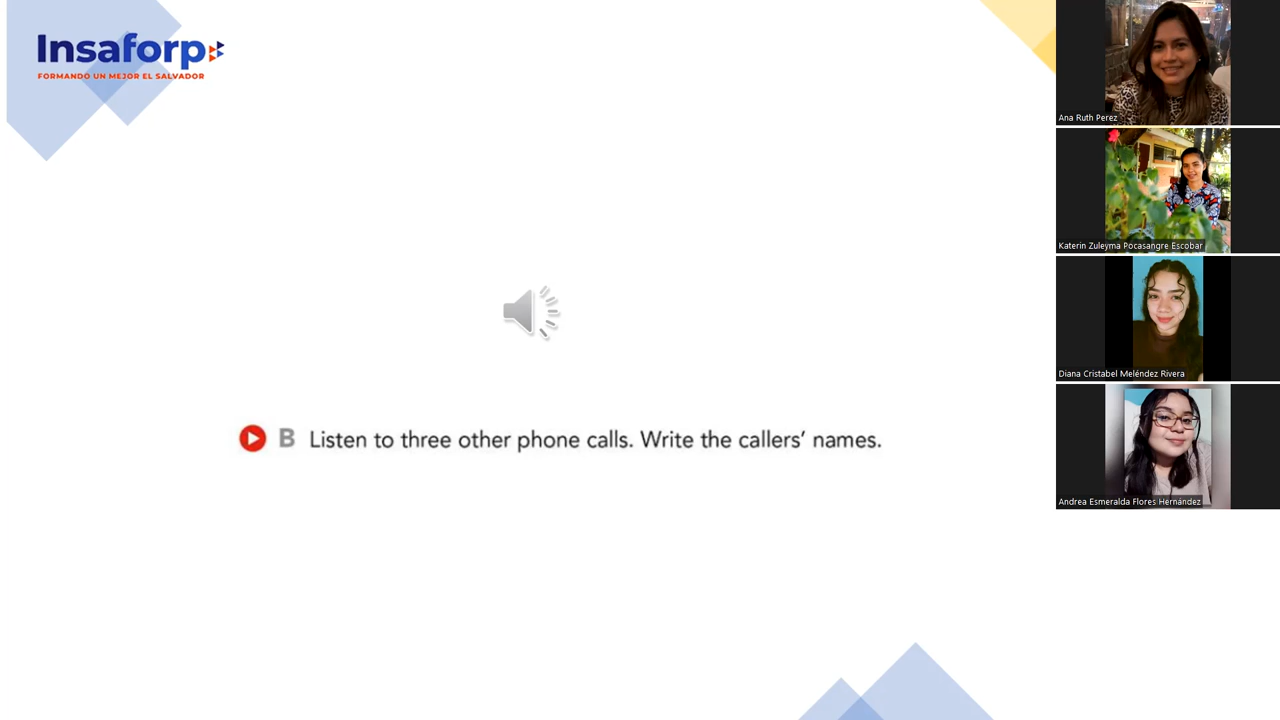 Insaforp
FORMANDO UN MEJOR EL SALVADOR
B Listen to three other phone calls. Write the callers’ names.
Ana Ruth Perez
Katerin Zuleyma Pocasangre Escobar
Diana Cristabel Meléndez Rivera
Andrea Esmeralda Flores Hernández